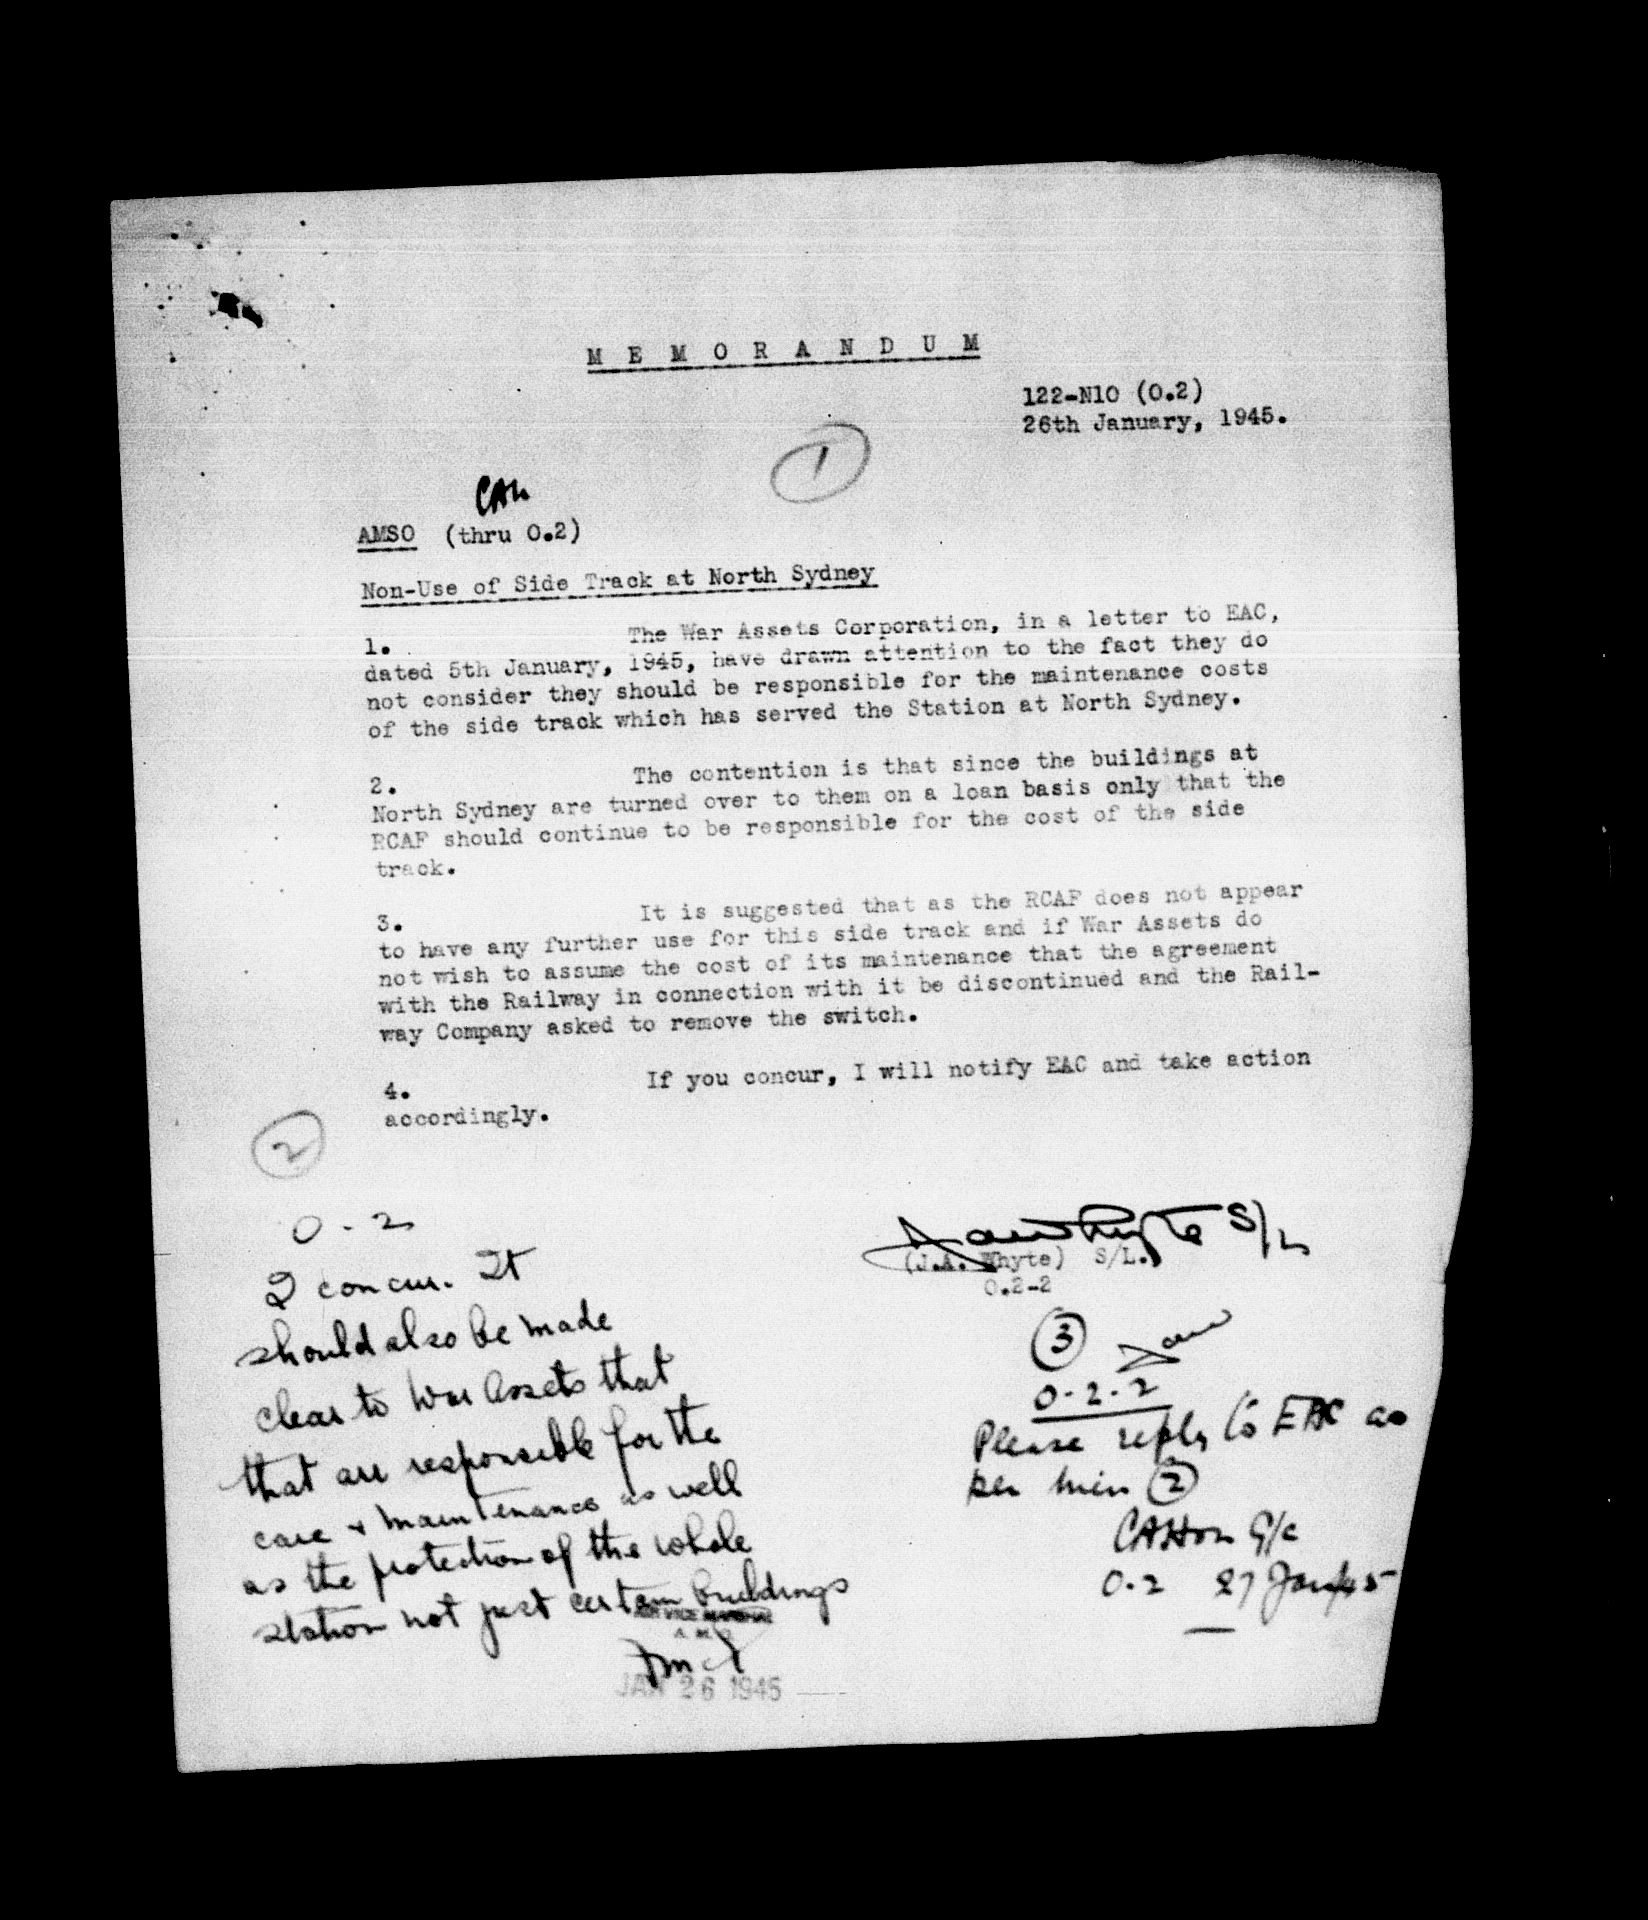 M E M O R A N D U M
122-N10 (O.2)
26th January, 1945.
1
CAH
AMSO (thru O.2)
Non-Use of Side Track at North Sydney
1. The War Assets Corporation, in a letter to EAC,
dated 5th January, 1945, have drawn attention to the fact they do
not consider they should be responsible for the maintenance costs
of the side track which has served the Station at North Sydney.
2. The contention is that since the buildings at
North Sydney are turned over to them on a loan basis only that the
RCAF should continue to be responsible for the cost of the side
track.
3. It is suggested that as the RCAF does not appear
to have any further use for this side track and if War Assets do
not wish to assume the cost of its maintenance that the agreement
with the Railway in connection with it be discontinued and the Rail-
way Company asked to remove the switch.
4. If you concur, I will notify EAC and take action
accordingly.
2
O-2
I concur. It
should also be made
clear to War Assets that
that are responsible for the
care & maintenance as well
as the protection of the whole
station not just certain buildings
AIR VICE MARSHAL
JAN 26 1945
JAWhyte S/L
(J.A. Whyte) S/L.
O.2-2
3
O.2.2
Please reply to EAC as
per min 2
G/C
O.2 27 Jan 45